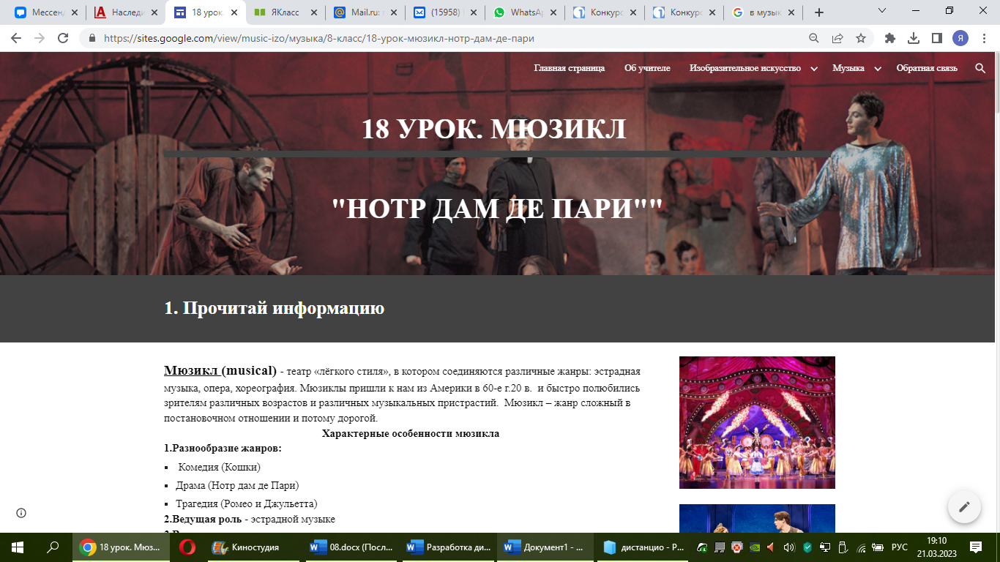 Мессенд
Наследи
18 урок.
ЯКласс
Mail.ru:
(15958)
WhatsAp
Конкурс
Конкурс
в музык
https://sites.google.com/view/music-izo/музыка/8-класс/18-урок-мюзикл-нотр-дам-де-пари
Я
Главная страница
Об учителе
Изобразительное искусство
Музыка
Обратная связь
18 УРОК. МЮЗИКЛ
"НОТР ДАМ ДЕ ПАРИ""
1. Прочитай информацию
Мюзикл (musical) - театр «лёгкого стиля», в котором соединяются различные жанры: эстрадная
музыка, опера, хореография. Мюзиклы пришли к нам из Америки в 60-е г.20 в. и быстро полюбились
зрителям различных возрастов и различных музыкальных пристрастий. Мюзикл – жанр сложный в
постановочном отношении и потому дорогой.
Характерные особенности мюзикла
1.Разнообразие жанров:
▪ Комедия (Кошки)
▪ Драма (Нотр дам де Пари)
▪ Трагедия (Ромео и Джульетта)
2.Ведущая роль - эстрадной музыке
18 урок. Мюз...
Киностудия
08.docx (Посл...
Разработка ди...
Документ1 - ...
дистанцио - P...
РУС
19:10
21.03.2023